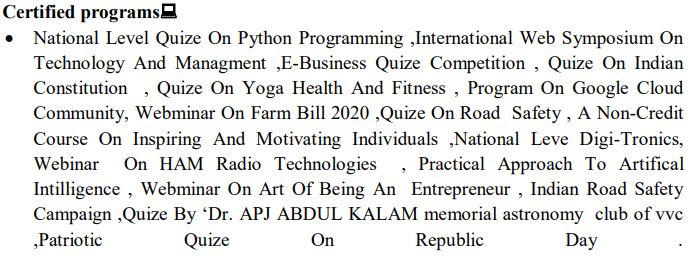 Certified programs💻
• National Level Quize On Python Programming ,International Web Symposium On
Technology And Managment ,E-Business Quize Competition , Quize On Indian
Constitution , Quize On Yoga Health And Fitness , Program On Google Cloud
Community, Webminar On Farm Bill 2020 ,Quize On Road Safety , A Non-Credit
Course On Inspiring And Motivating Individuals ,National Leve Digi-Tronics,
Webinar On HAM Radio Technologies , Practical Approach To Artifical
Intilligence , Webminar On Art Of Being An Entrepreneur , Indian Road Safety
Campaign ,Quize By ‘Dr. APJ ABDUL KALAM memorial astronomy club of vvc
,Patriotic Quize On Republic Day .